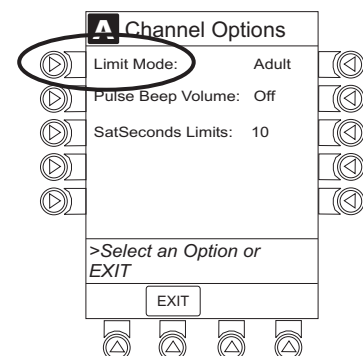 A Channel Options
Limit Mode: Adult
Pulse Beep Volume: Off
SatSeconds Limits: 10
>Select an Option or
EXIT
EXIT